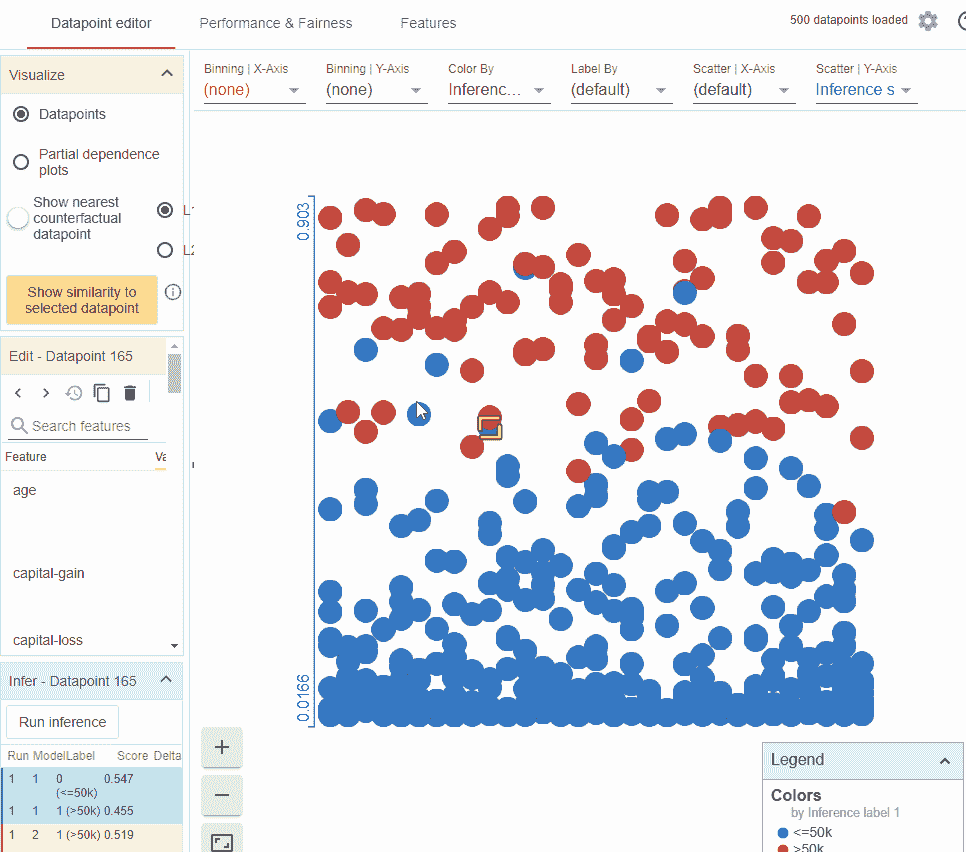 Datapoint editor
Performance & Fairness
Features
500 datapoints loaded
Visualize
Datapoints
Partial dependence
plots
Show nearest
counterfactual
datapoint
L1
L2
Show similarity to
selected datapoint
Edit - Datapoint 165
Search features
Feature
Va
age
capital-gain
capital-loss
Infer - Datapoint 165
Run inference
Run Model Label Score Delta
1 1 0 (<=50k) 0.547
1 1 1 (>50k) 0.455
1 2 1 (>50k) 0.519
Binning | X-Axis
(none)
Binning | Y-Axis
(none)
Color By
Inferenc...
Label By
(default)
Scatter | X-Axis
(default)
Scatter | Y-Axis
Inference s
0.903
0.0166
Legend
Colors
by Inference label 1
<=50k
>50k